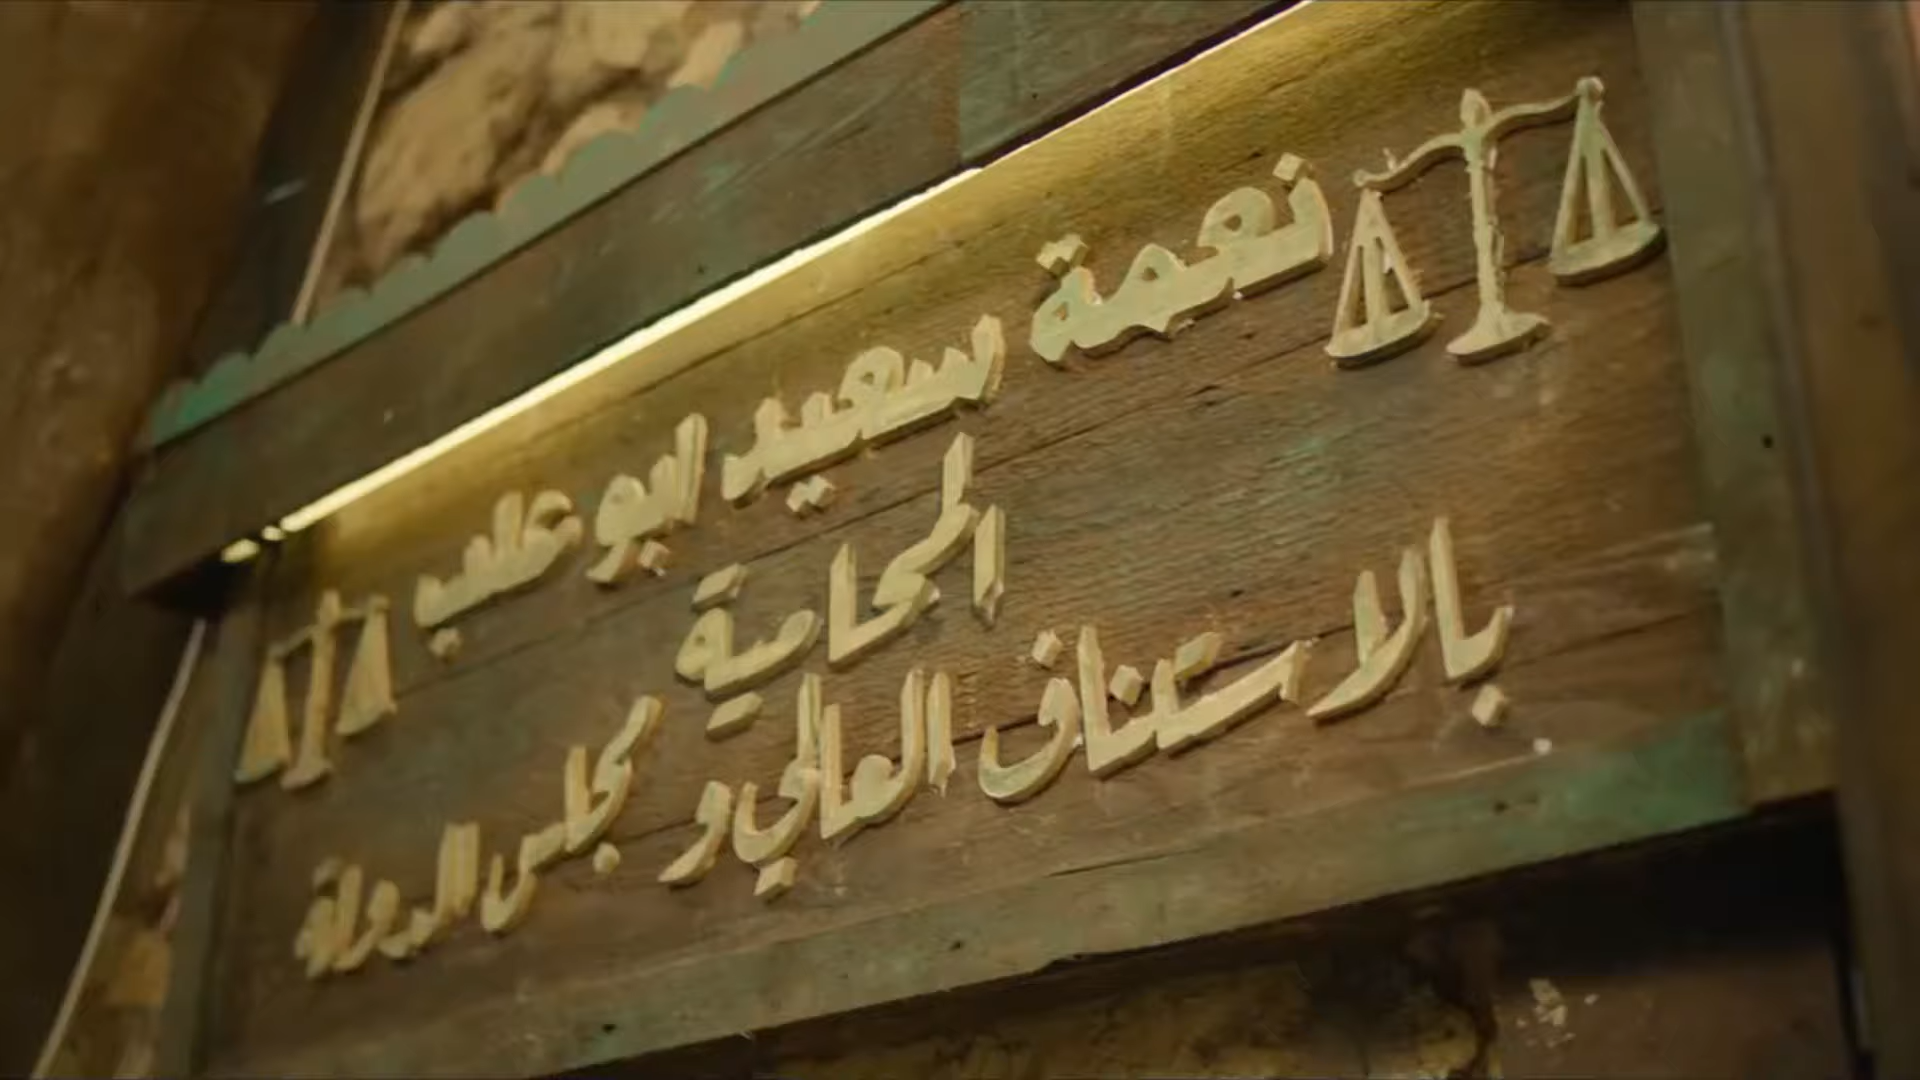 نعمة سعيد ابو علب
المحامية
بالاستئناف العالي و مجلس الدولة